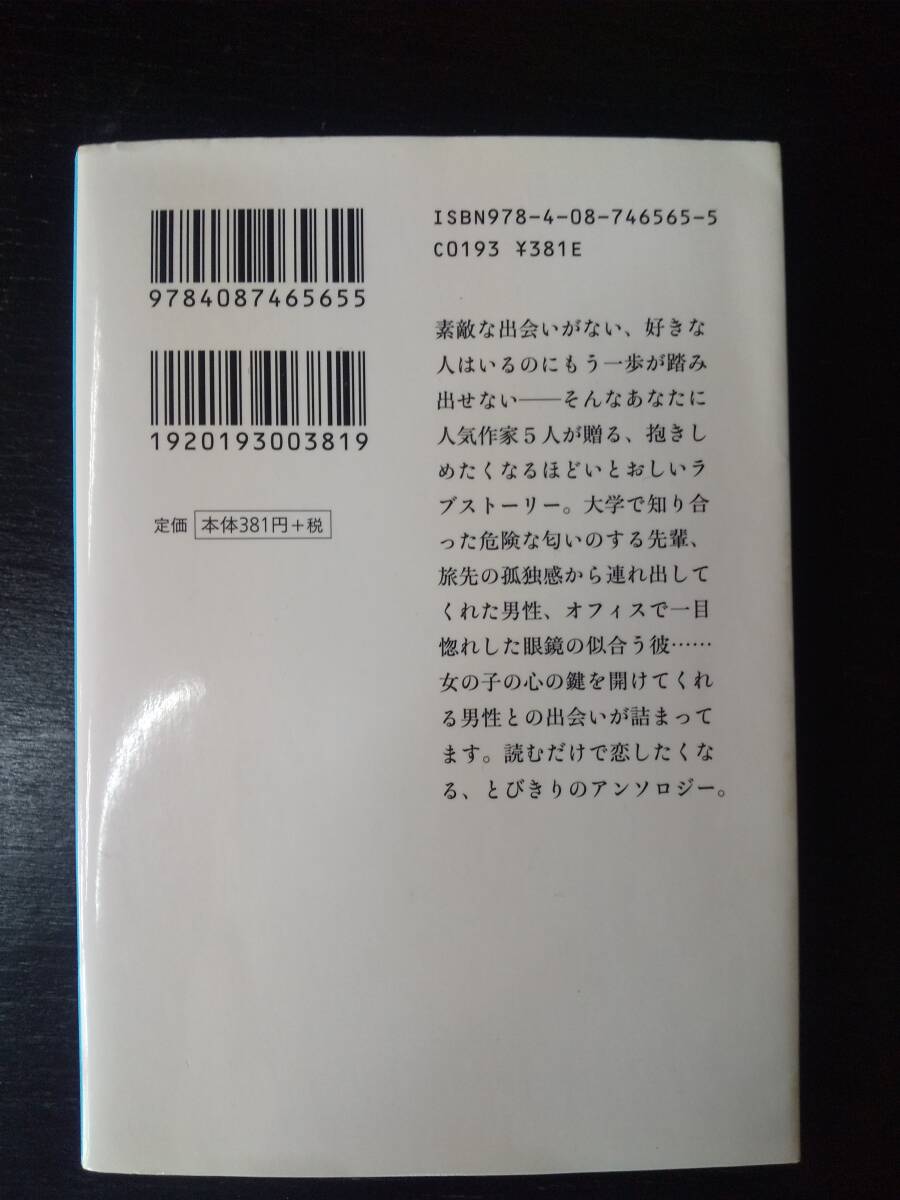 9784087465655
1920193003819
定価 本体381円+税
ISBN978-4-08-746565-5
C0193 ¥381E
素敵な出会いがない、好きな
人はいるのにもう一歩が踏み
出せない――そんなあなたに
人気作家5人が贈る、抱きし
めたくなるほどいとおしいラ
ブストーリー。大学で知り合
った危険な匂いのする先輩、
旅先の孤独感から連れ出して
くれた男性、オフィスで一目
惚れした眼鏡の似合う彼……
女の子の心の鍵を開けてくれ
る男性との出会いが詰まって
ます。読むだけで恋したくな
る、とびきりのアンソロジー。